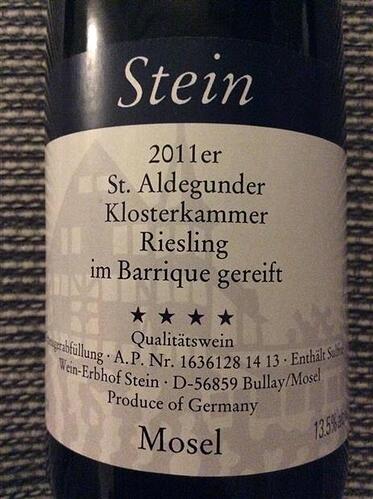 Stein
2011er
St. Aldegunder
Klosterkammer
Riesling
im Barrique gereift
★ ★ ★ ★
Qualitätswein
A.P. Nr. 1636128 14 13 · Enthält
Wein-Erbhof Stein · D-56859 Bullay/Mosel
Produce of Germany
13.5%
Mosel